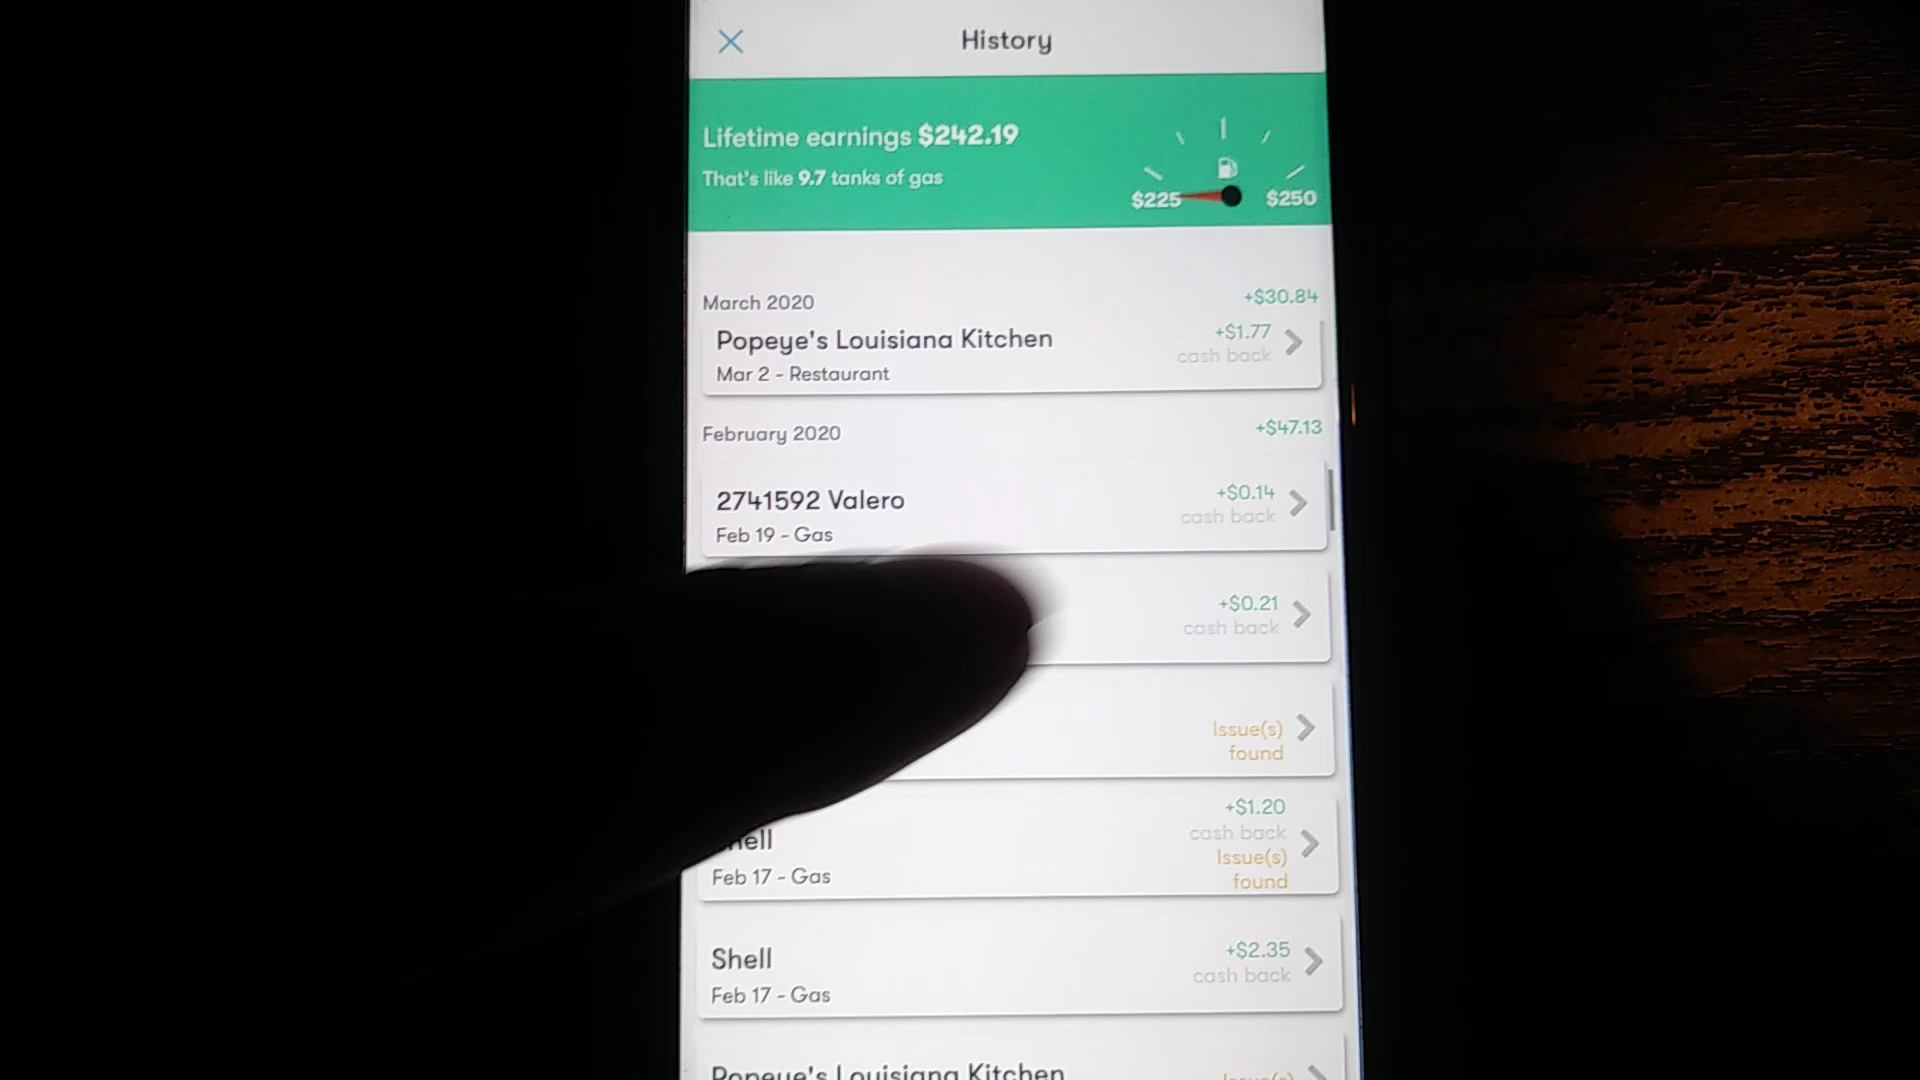 History
Lifetime earnings $242.19
That's like 9.7 tanks of gas
$225
$250
March 2020
+$30.84
Popeye's Louisiana Kitchen
+$1.77
cash back
Mar 2 - Restaurant
February 2020
+$47.13
2741592 Valero
+$0.14
cash back
Feb 19 - Gas
+$0.21
cash back
Issue(s)
found
+$1.20
cash back
Issue(s)
found
Feb 17 - Gas
Shell
+$2.35
cash back
Feb 17 - Gas
Popeye's Louisiana Kitchen
Issue(s)